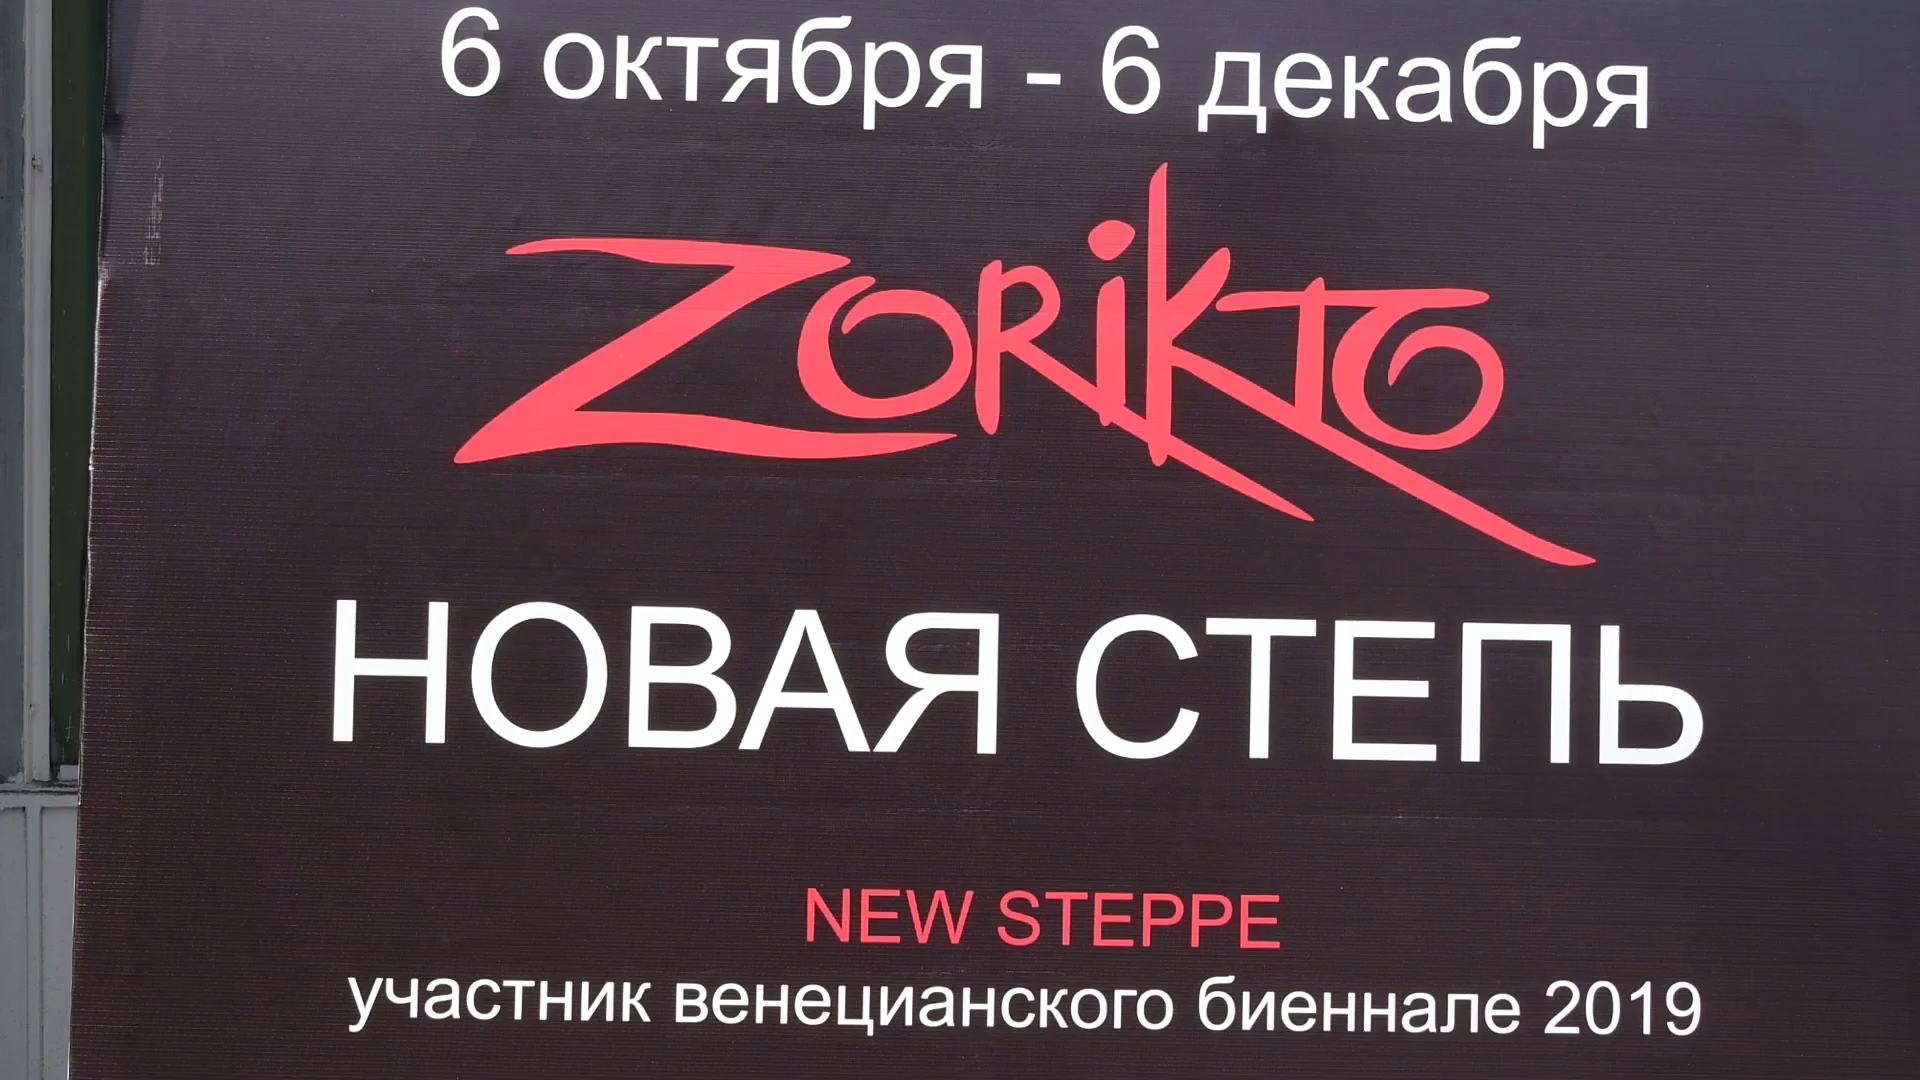 6 октября - 6 декабря
ZORiKTO
НОВАЯ СТЕПЬ
NEW STEPPE
участник венецианского биеннале 2019